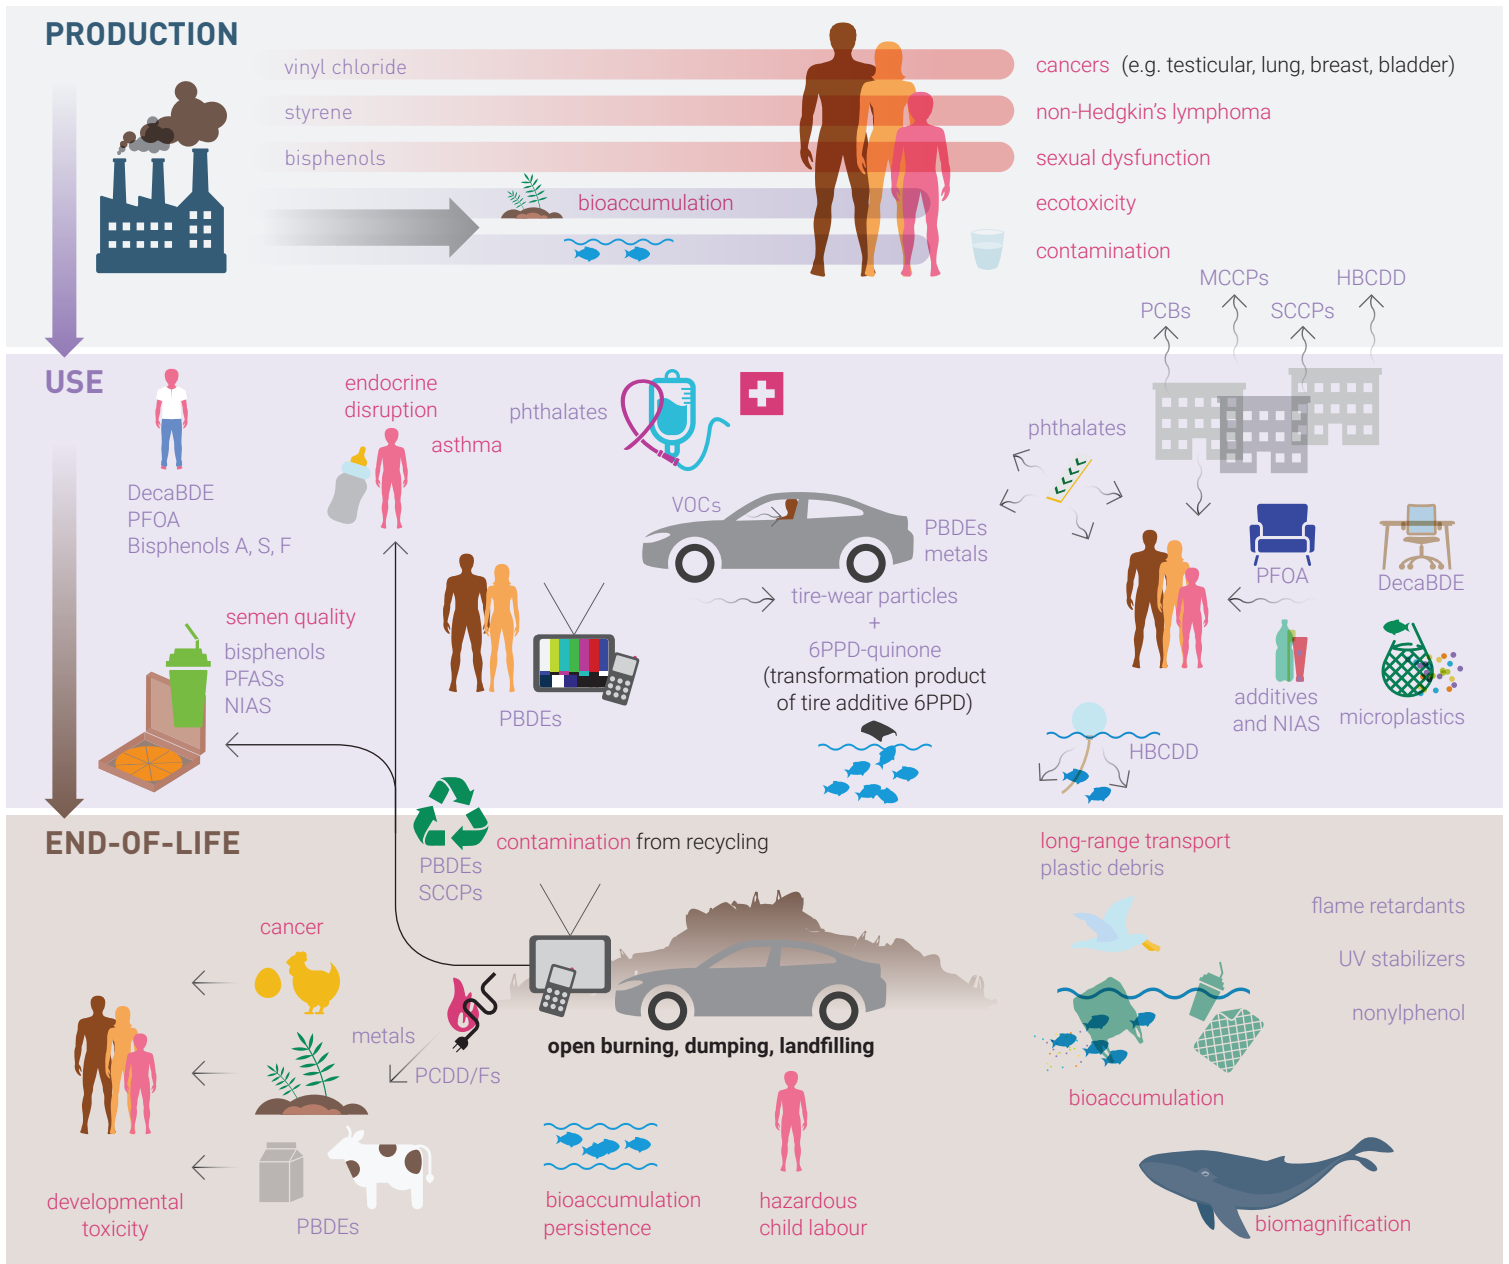 PRODUCTION
vinyl chloride
cancers (e.g. testicular, lung, breast, bladder)
styrene
non-Hedgkin's lymphoma
bisphenols
sexual dysfunction
bioaccumulation
ecotoxicity
contamination
MCCPs
HBCDD
PCBs
SCCPs
USE
endocrine
disruption
asthma
phthalates
phthalates
DecaBDE
PFOA
Bisphenols A, S, F
VOCs
PBDEs
metals
PFOA
DecaBDE
tire-wear particles
+
6PPD-quinone
(transformation product
of tire additive 6PPD)
semen quality
bisphenols
PFASs
NIAS
PBDEs
additives
and NIAS
microplastics
HBCDD
END-OF-LIFE
contamination from recycling
PBDEs
SCCPs
long-range transport
plastic debris
flame retardants
UV stabilizers
nonylphenol
cancer
metals
PCDD/Fs
open burning, dumping, landfilling
bioaccumulation
developmental
toxicity
PBDEs
bioaccumulation
persistence
hazardous
child labour
biomagnification